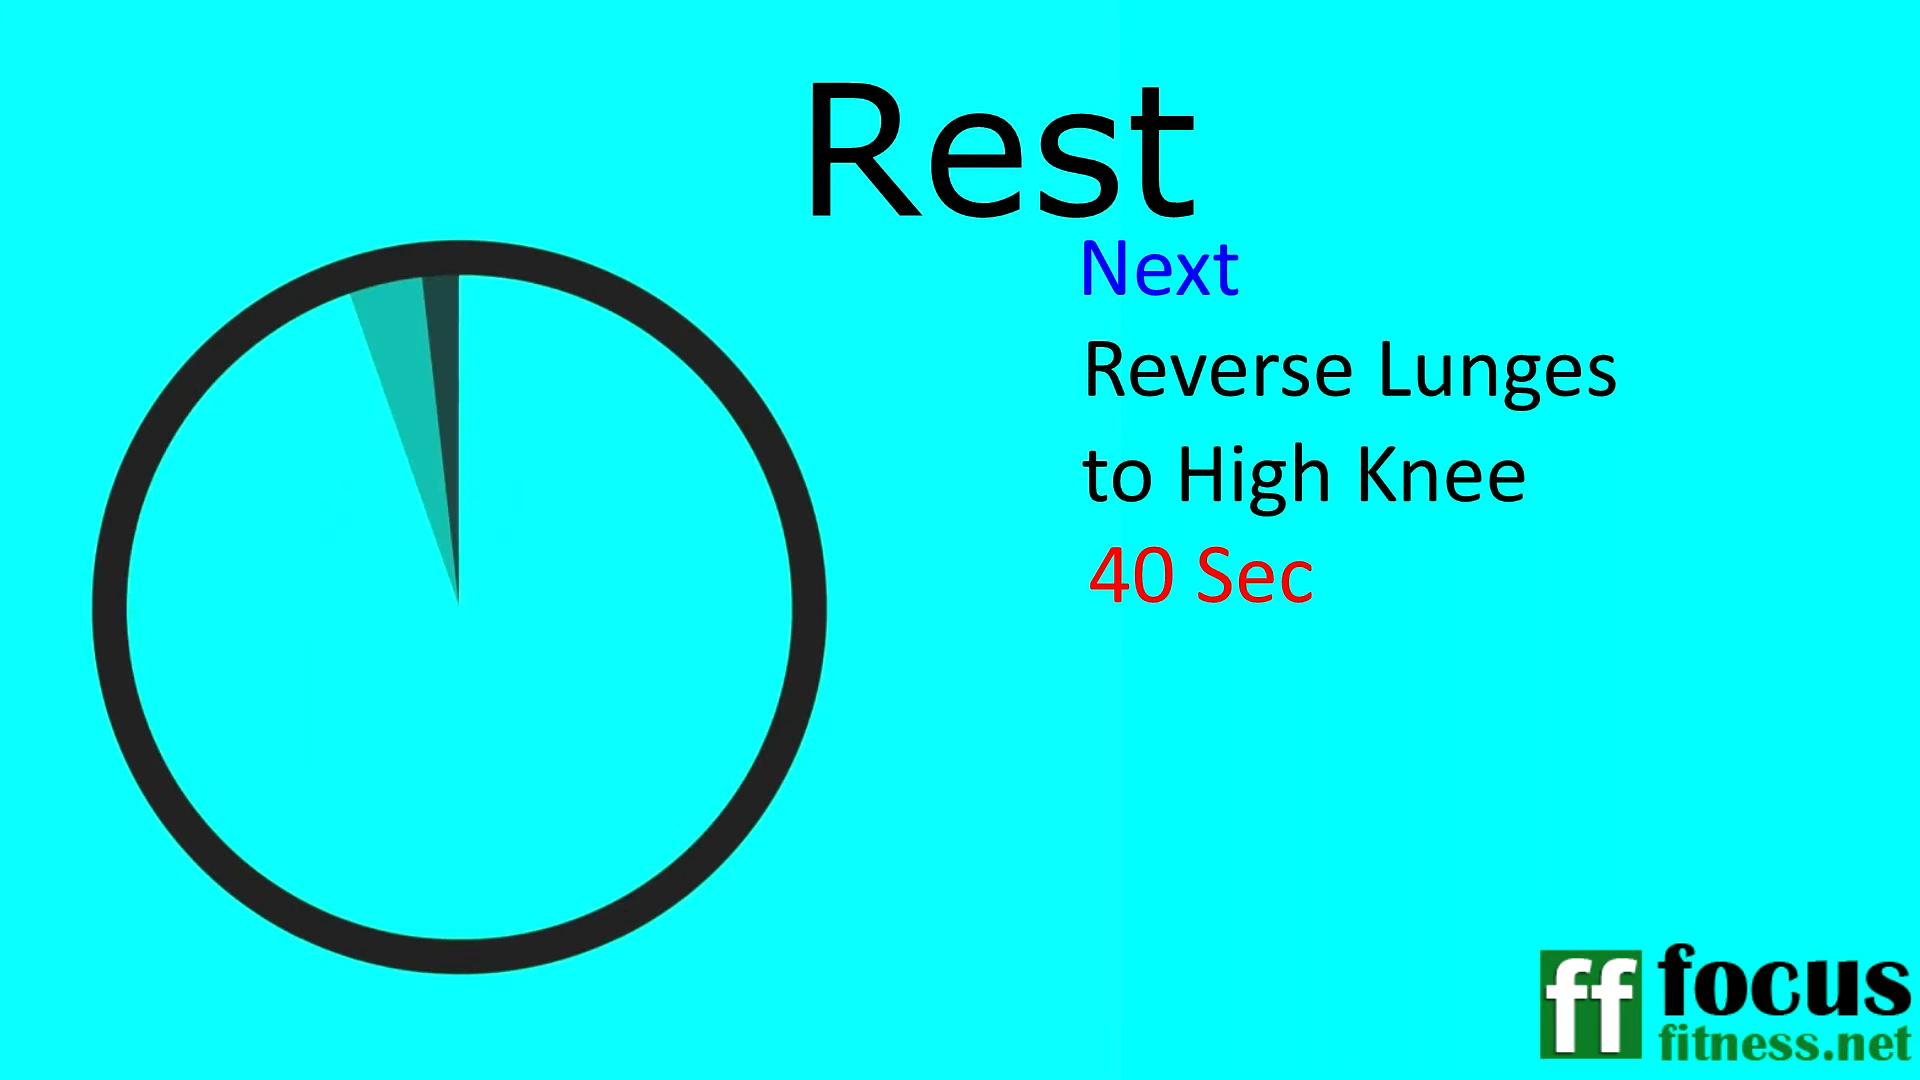 Rest
Next
Reverse Lunges
to High Knee
40 Sec
ff focus
fitness.net